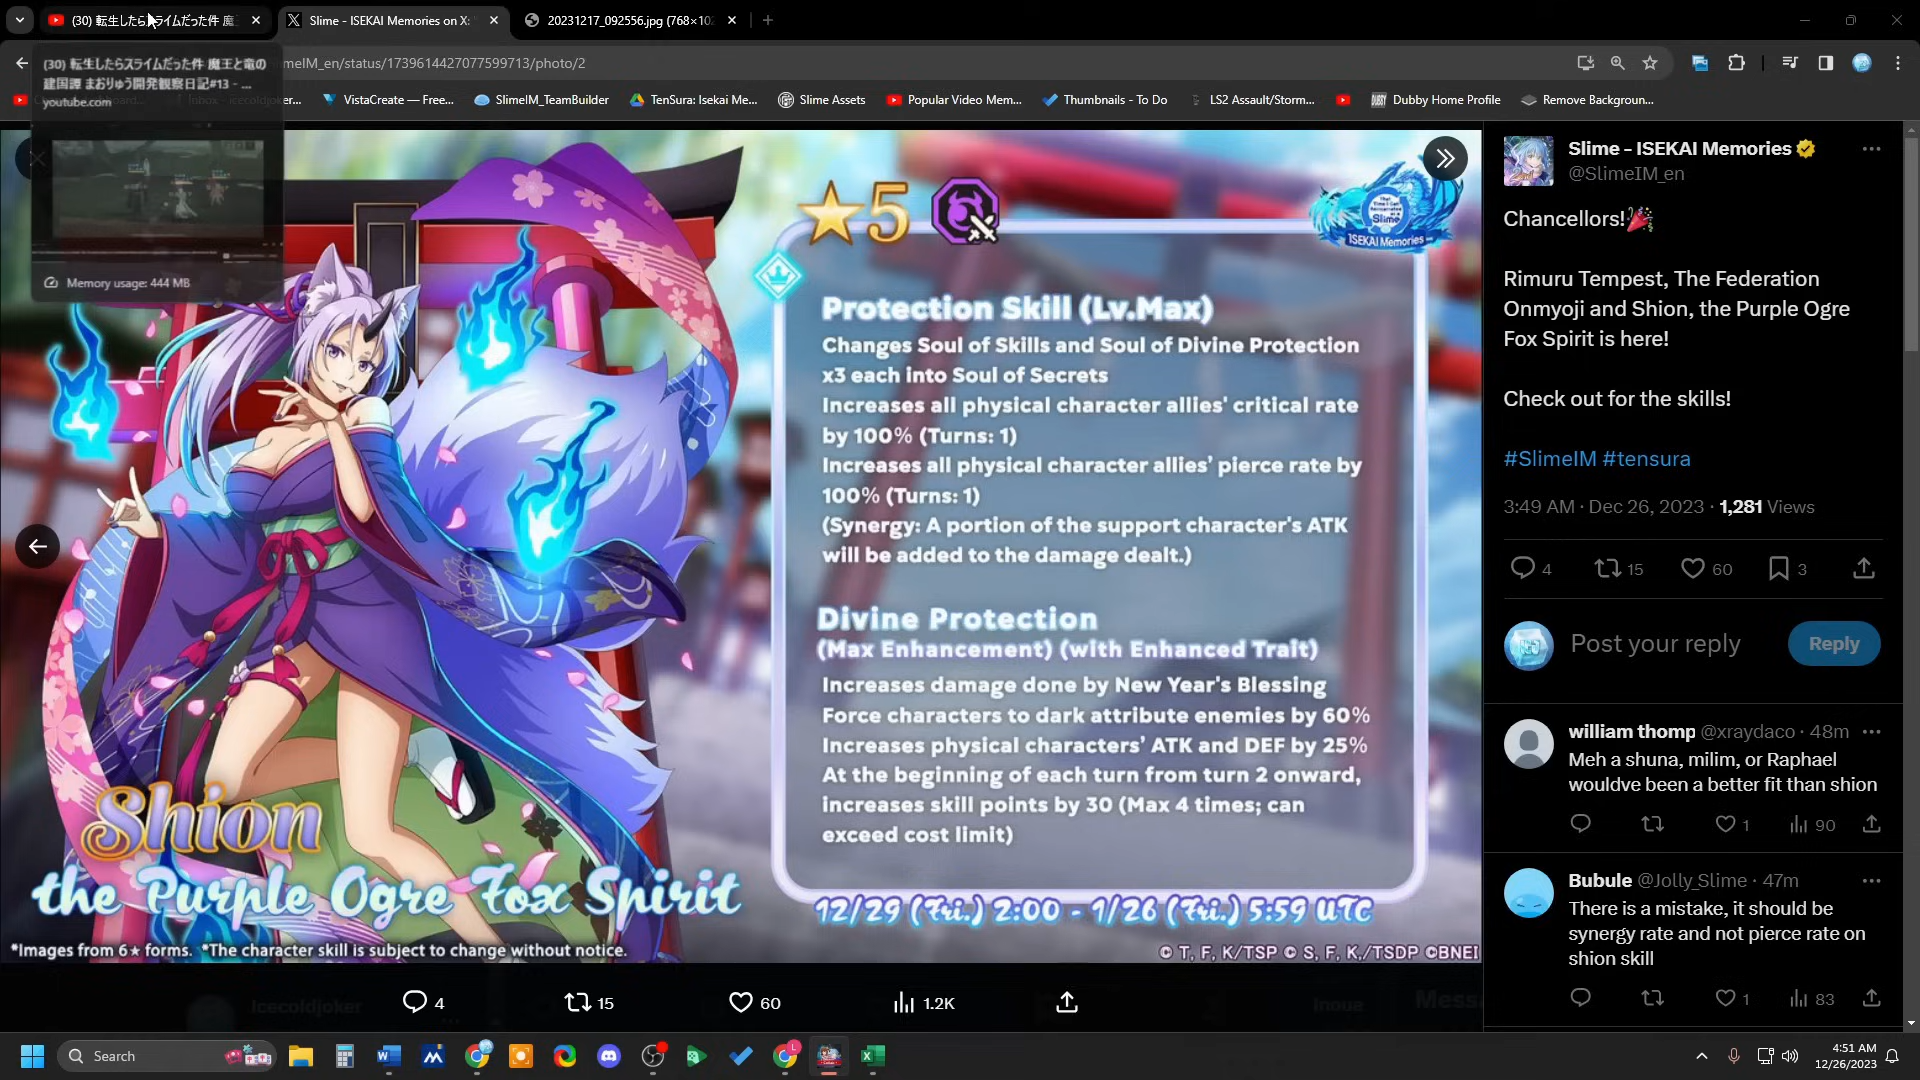 (30) 転生したらスライムだった件 魔
Slime - ISEKAI Memories on X: "
20231217_092556.jpg (768×102
(30) 転生したらスライムだった件 魔王と竜の
建国譚 まおりゅう開発観察日記#13 - ...
youtube.com
meIM_en/status/1739614427077599713/photo/2
Inbox - icecoldjoker...
VistaCreate — Free...
SlimeIM_TeamBuilder
TenSura: Isekai Me...
Slime Assets
Popular Video Mem...
Thumbnails - To Do
LS2 Assault/Storm...
Dubby Home Profile
Remove Backgroun...
Memory usage: 444 MB
★5
That Time I Got Reincarnated as a Slime
ISEKAI Memories
Protection Skill (Lv.Max)
Changes Soul of Skills and Soul of Divine Protection
x3 each into Soul of Secrets
Increases all physical character allies' critical rate
by 100% (Turns: 1)
Increases all physical character allies' pierce rate by
100% (Turns: 1)
(Synergy: A portion of the support character's ATK
will be added to the damage dealt.)
Divine Protection
(Max Enhancement) (with Enhanced Trait)
Increases damage done by New Year's Blessing
Force characters to dark attribute enemies by 60%
Increases physical characters' ATK and DEF by 25%
At the beginning of each turn from turn 2 onward,
increases skill points by 30 (Max 4 times; can
exceed cost limit)
Shion
the Purple Ogre Fox Spirit
12/29 (Fri.) 2:00 - 1/26 (Fri.) 5:59 UTC
*Images from 6★ forms. *The character skill is subject to change without notice.
© T, F, K/TSP © S, F, K,/TSDP ©BNEI
4
15
60
1.2K
Icecoldjoker
Inoue
Mess
Slime - ISEKAI Memories
@SlimeIM_en
Chancellors!🎉
Rimuru Tempest, The Federation
Onmyoji and Shion, the Purple Ogre
Fox Spirit is here!
Check out for the skills!
#SlimeIM #tensura
3:49 AM · Dec 26, 2023 · 1,281 Views
4
15
60
3
Post your reply
Reply
william thomp @xraydaco · 48m
Meh a shuna, milim, or Raphael
wouldve been a better fit than shion
1
90
Bubule @Jolly_Slime · 47m
There is a mistake, it should be
synergy rate and not pierce rate on
shion skill
1
83
Search
4:51 AM
12/26/2023